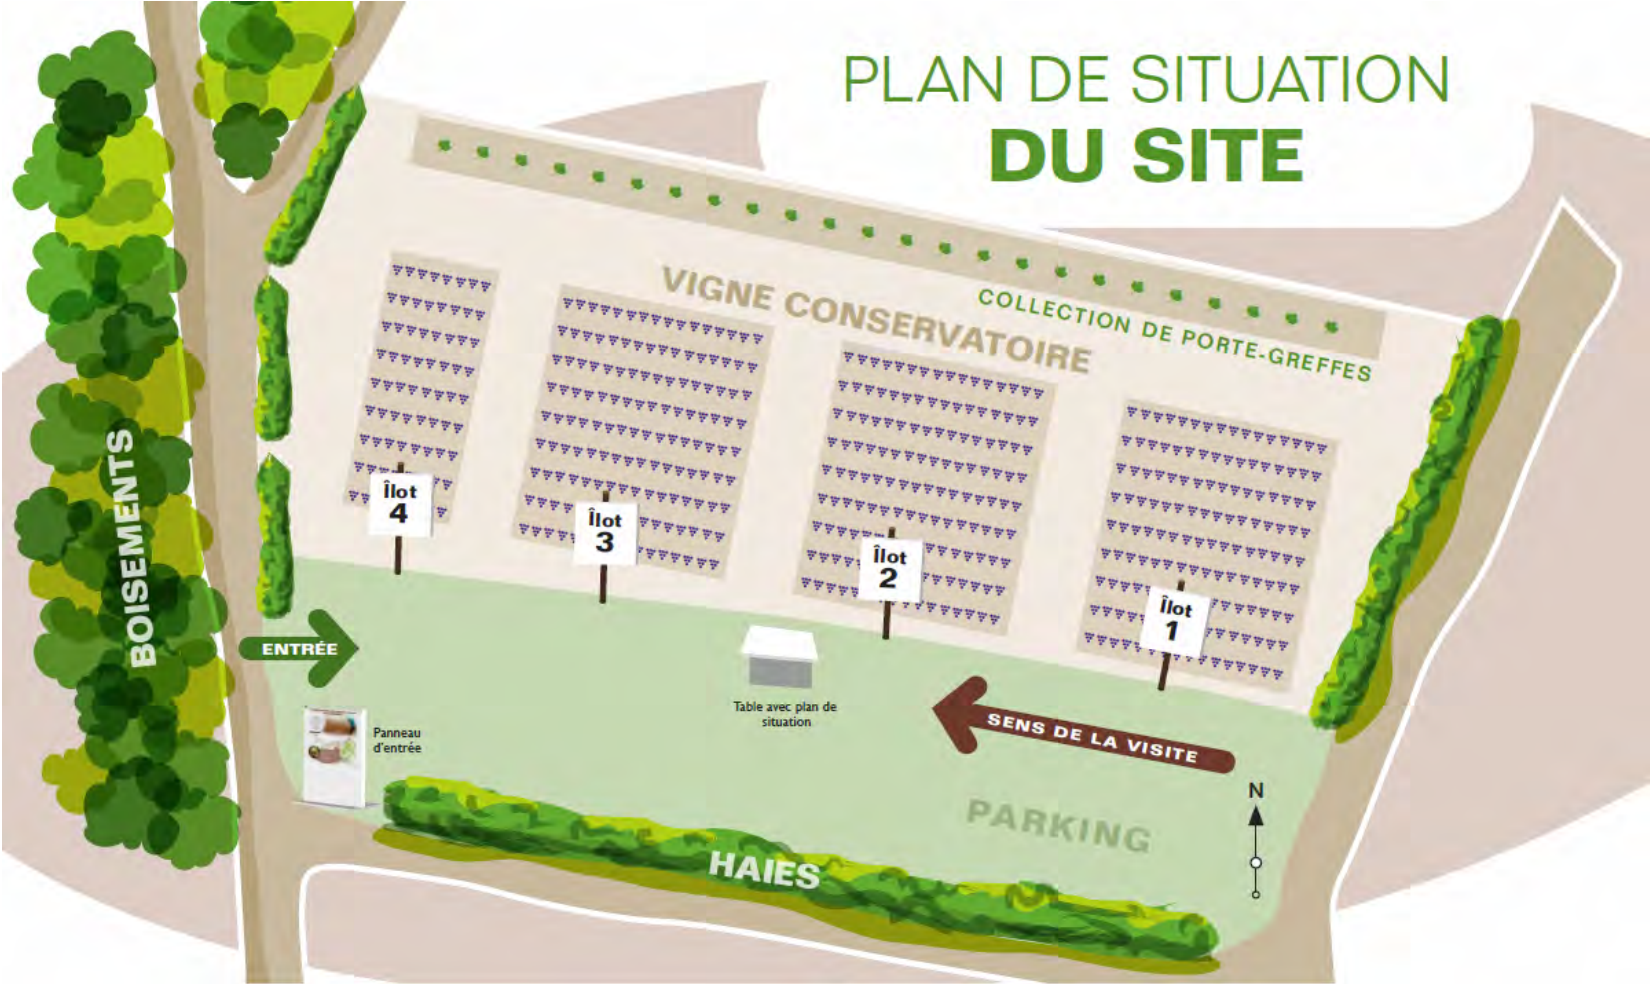 PLAN DE SITUATION
DU SITE
VIGNE CONSERVATOIRE
COLLECTION DE PORTE-GREFFES
BOISEMENTS
Îlot
4
Îlot
3
Îlot
2
Îlot
1
ENTRÉE
Table avec plan de
situation
SENS DE LA VISITE
Panneau
d'entrée
N
PARKING
HAIES